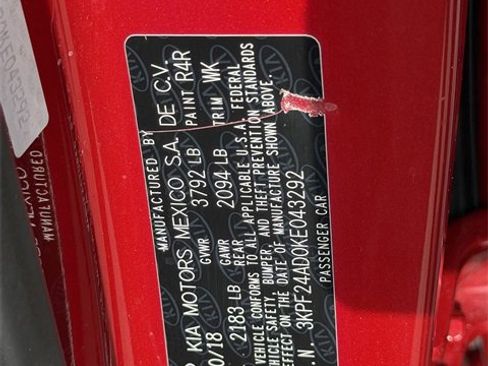 MANUFACTURED BY
KIA MOTORS MEXICO S.A. DE C.V.
0/18 GVWR 3792 LB PAINT R4R
GAWR
2183 LB REAR 2094 LB TRIM WK
VEHICLE CONFORMS TO ALL APPLICABLE U.S.A. FEDERAL
VEHICLE SAFETY, BUMPER, AND THEFT PREVENTION STANDARDS
EFFECT ON THE DATE OF MANUFACTURE SHOWN ABOVE.
.N. 3KPF24AD0KE043292
PASSENGER CAR
MANUFACTURED
MEXICO
E043292